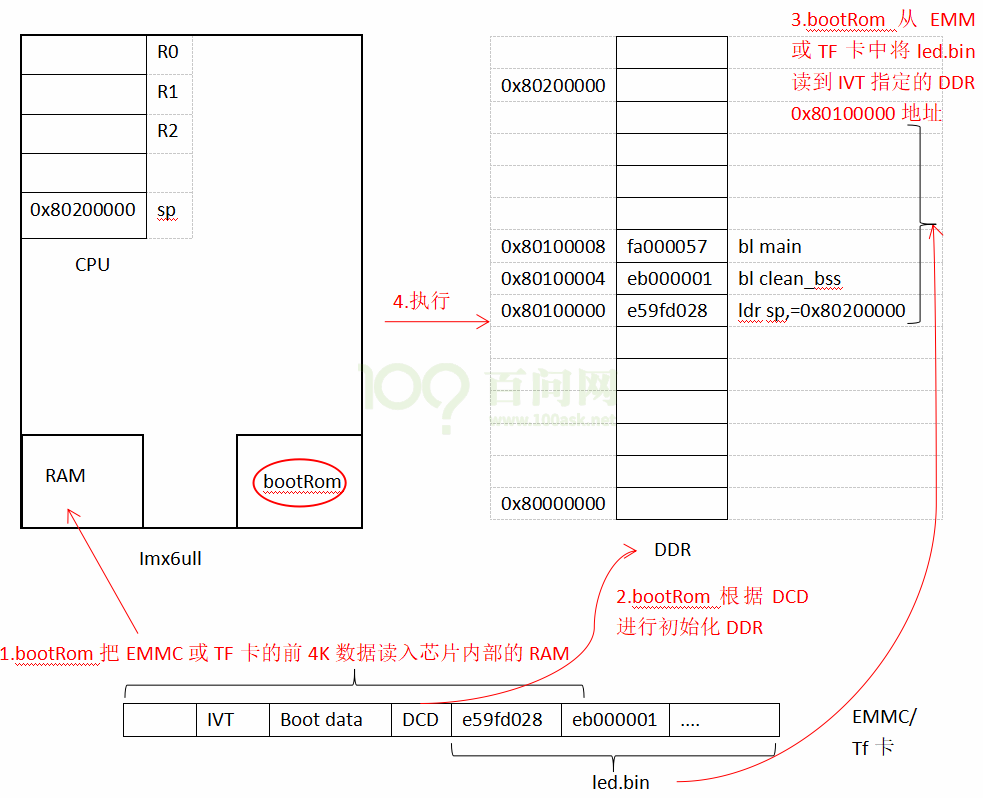 3.bootRom 从 EMM
或 TF 卡中将 led.bin
读到 IVT 指定的 DDR
0x80100000 地址
R0
R1
R2
0x80200000 sp
CPU
RAM
bootRom
Imx6ull
4.执行
0x80200000
0x80100008 fa000057 bl main
0x80100004 eb000001 bl clean_bss
0x80100000 e59fd028 ldr sp,=0x80200000
0x80000000
DDR
100? 百问网
www.100ask.net
2.bootRom 根据 DCD
进行初始化 DDR
1.bootRom 把 EMMC 或 TF 卡的前 4K 数据读入芯片内部的 RAM
IVT Boot data DCD e59fd028 eb000001 ....
EMMC/
Tf 卡
led.bin